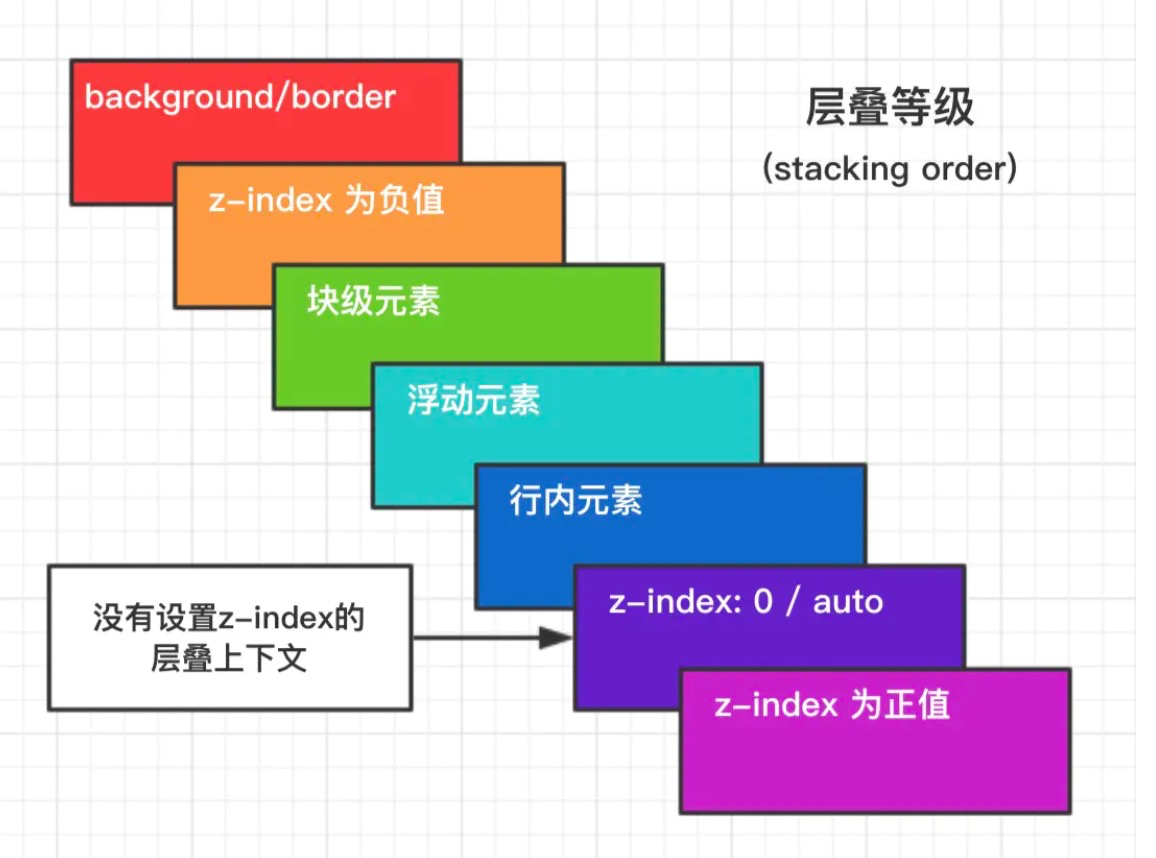 background/border
层叠等级
(stacking order)
z-index 为负值
块级元素
浮动元素
行内元素
没有设置z-index的
层叠上下文
z-index: 0 / auto
z-index 为正值